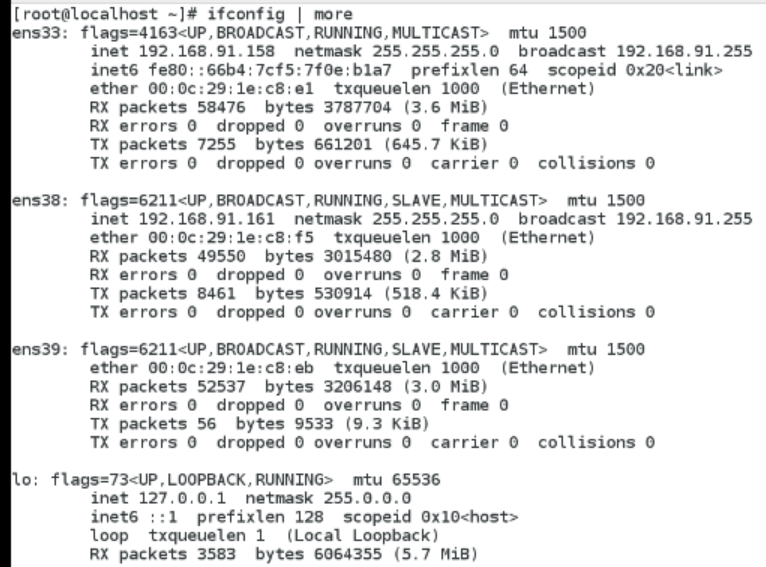 [root@localhost ~]# ifconfig | more
ens33: flags=4163<UP,BROADCAST,RUNNING,MULTICAST>  mtu 1500
        inet 192.168.91.158  netmask 255.255.255.0  broadcast 192.168.91.255
        inet6 fe80::66b4:7cf5:7f0e:b1a7  prefixlen 64  scopeid 0x20<link>
        ether 00:0c:29:1e:c8:e1  txqueuelen 1000  (Ethernet)
        RX packets 58476  bytes 3787704 (3.6 MiB)
        RX errors 0  dropped 0  overruns 0  frame 0
        TX packets 7255  bytes 661201 (645.7 KiB)
        TX errors 0  dropped 0 overruns 0  carrier 0  collisions 0

ens38: flags=6211<UP,BROADCAST,RUNNING,SLAVE,MULTICAST>  mtu 1500
        inet 192.168.91.161  netmask 255.255.255.0  broadcast 192.168.91.255
        ether 00:0c:29:1e:c8:f5  txqueuelen 1000  (Ethernet)
        RX packets 49550  bytes 3015480 (2.8 MiB)
        RX errors 0  dropped 0  overruns 0  frame 0
        TX packets 8461  bytes 530914 (518.4 KiB)
        TX errors 0  dropped 0 overruns 0  carrier 0  collisions 0

ens39: flags=6211<UP,BROADCAST,RUNNING,SLAVE,MULTICAST>  mtu 1500
        ether 00:0c:29:1e:c8:eb  txqueuelen 1000  (Ethernet)
        RX packets 52537  bytes 3206148 (3.0 MiB)
        RX errors 0  dropped 0  overruns 0  frame 0
        TX packets 56  bytes 9533 (9.3 KiB)
        TX errors 0  dropped 0 overruns 0  carrier 0  collisions 0

lo: flags=73<UP,LOOPBACK,RUNNING>  mtu 65536
        inet 127.0.0.1  netmask 255.0.0.0
        inet6 ::1  prefixlen 128  scopeid 0x10<host>
        loop  txqueuelen 1  (Local Loopback)
        RX packets 3583  bytes 6064355 (5.7 MiB)